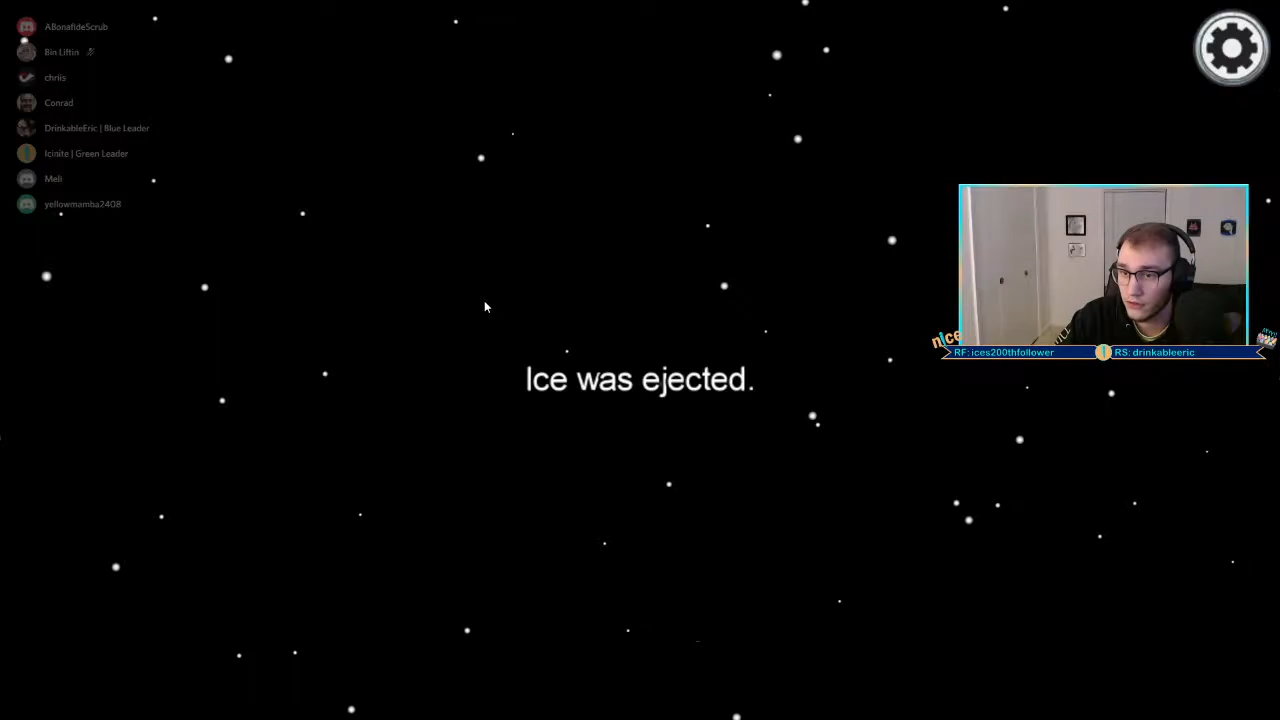 ABonafideScrub
Bin Liftin
chriis
Conrad
DrinkableEric | Blue Leader
Icinite | Green Leader
Meli
yellowmamba2408
nice
RF: ices200thfollower
RS: drinkableeric
Ice was ejected.